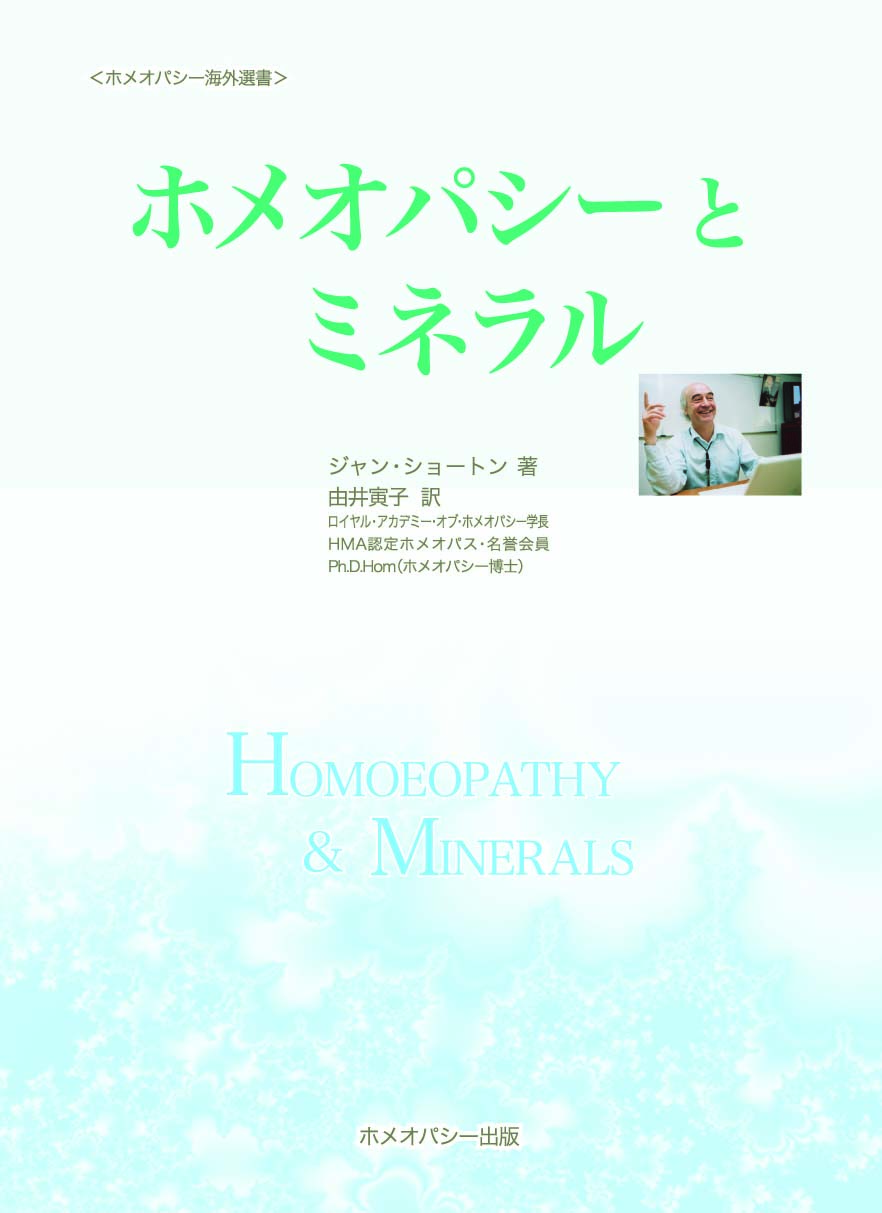 ＜ホメオパシー海外選書＞
ホメオパシーと
ミネラル
ジャン・ショートン 著
由井寅子 訳
ロイヤル・アカデミー・オブ・ホメオパシー学長
HMA認定ホメオパス・名誉会員
Ph.D.Hom（ホメオパシー博士）
HOMOEOPATHY
& MINERALS
ホメオパシー出版